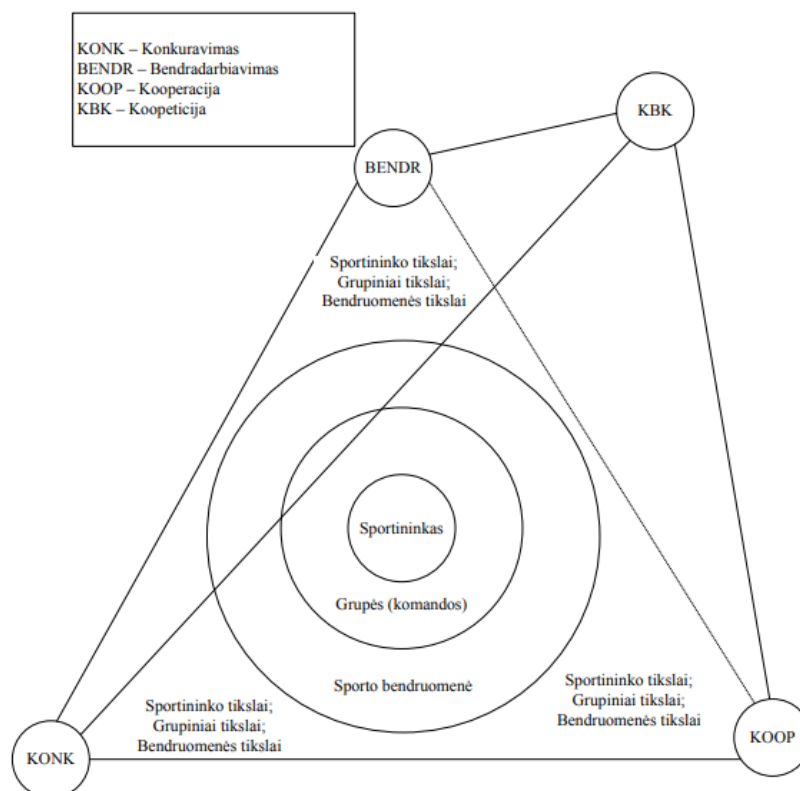 KONK – Konkuravimas
BENDR – Bendradarbiavimas
KOOP – Kooperacija
KBK – Koopeticija
KBK
BENDR
Sportininko tikslai;
Grupiniai tikslai;
Bendruomenės tikslai
Sportininkas
Grupės (komandos)
Sporto bendruomenė
Sportininko tikslai;
Grupiniai tikslai;
Bendruomenės tikslai
Sportininko tikslai;
Grupiniai tikslai;
Bendruomenės tikslai
KONK
KOOP